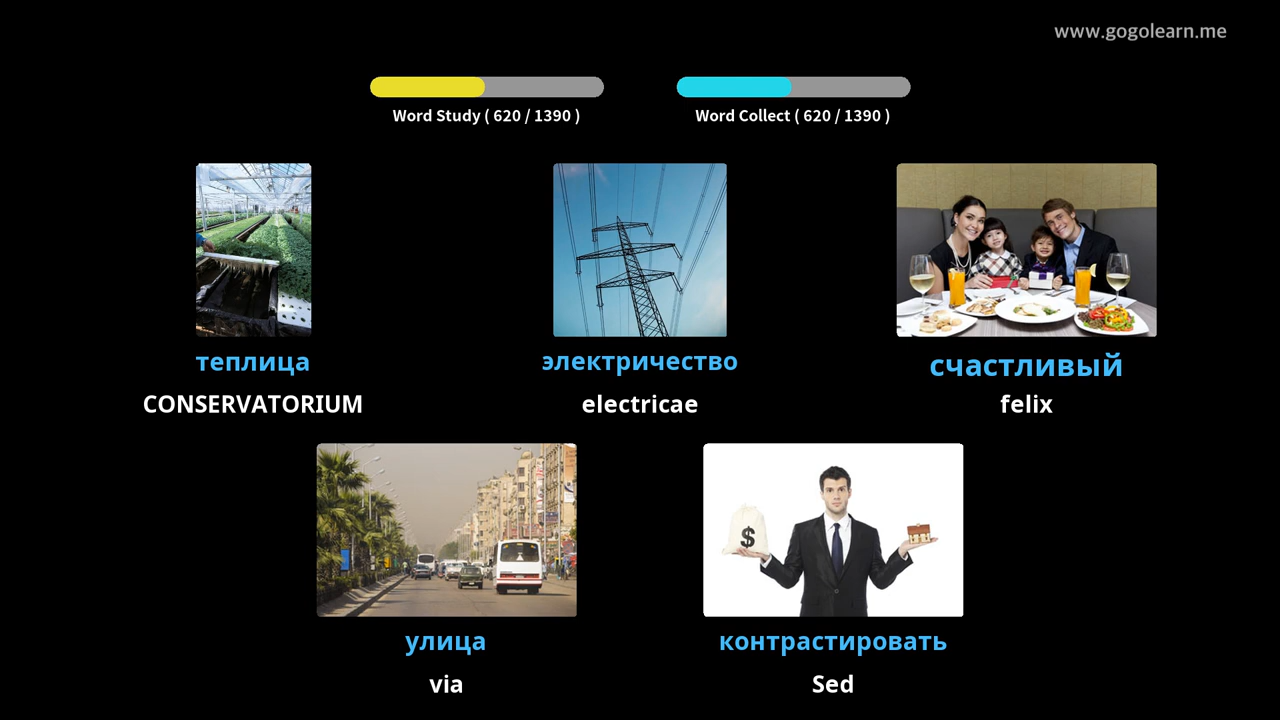 www.gogolearn.me
Word Study ( 620 / 1390 )
Word Collect ( 620 / 1390 )
теплица
CONSERVATORIUM
электричество
electricae
счастливый
felix
улица
via
$
контрастировать
Sed